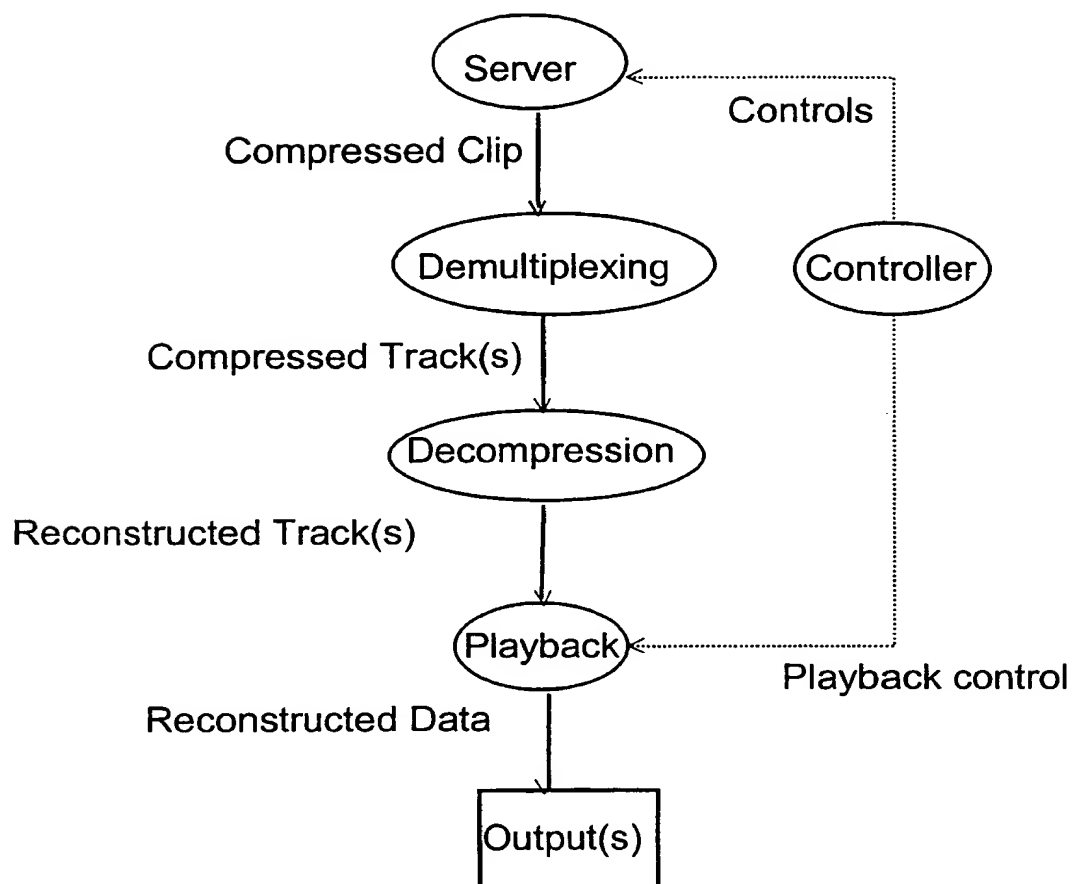 Server
Controls
Compressed Clip
Demultiplexing
Controller
Compressed Track(s)
Decompression
Reconstructed Track(s)
Playback
Playback control
Reconstructed Data
Output(s)